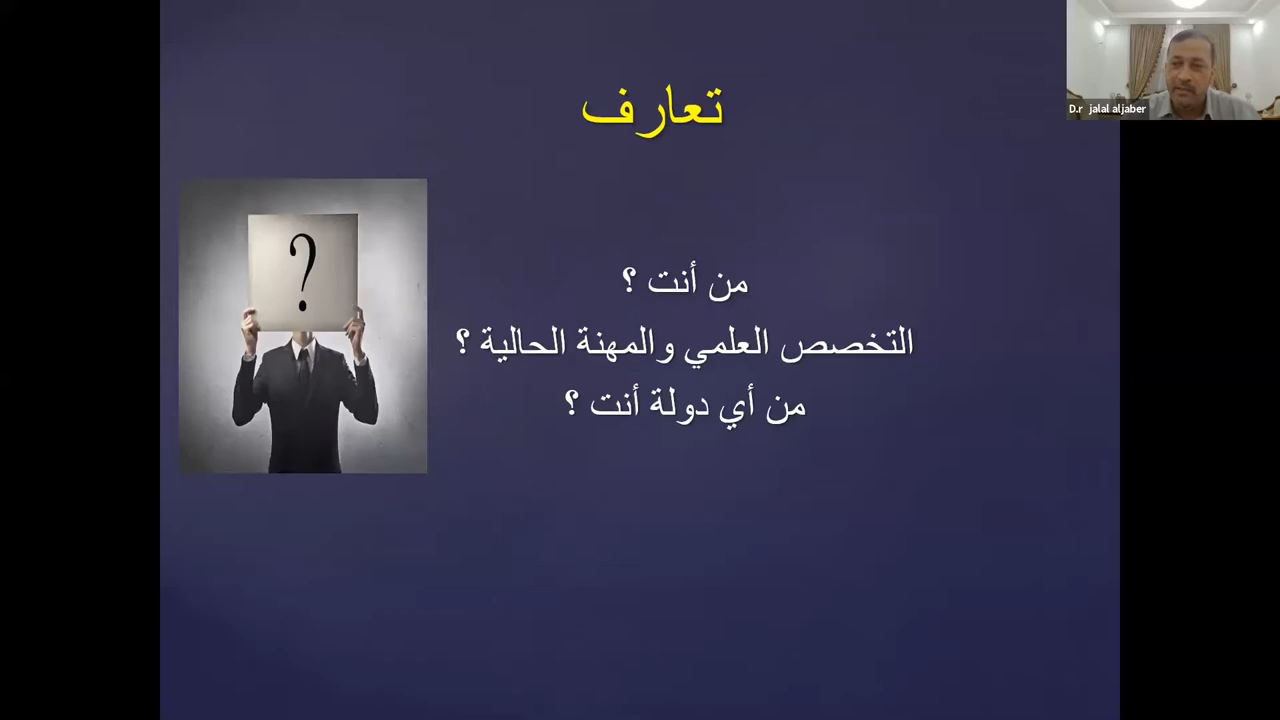 تعارف
?
من أنت ؟
التخصص العلمي والمهنة الحالية ؟
من أي دولة أنت ؟
D.r jalal aljaber